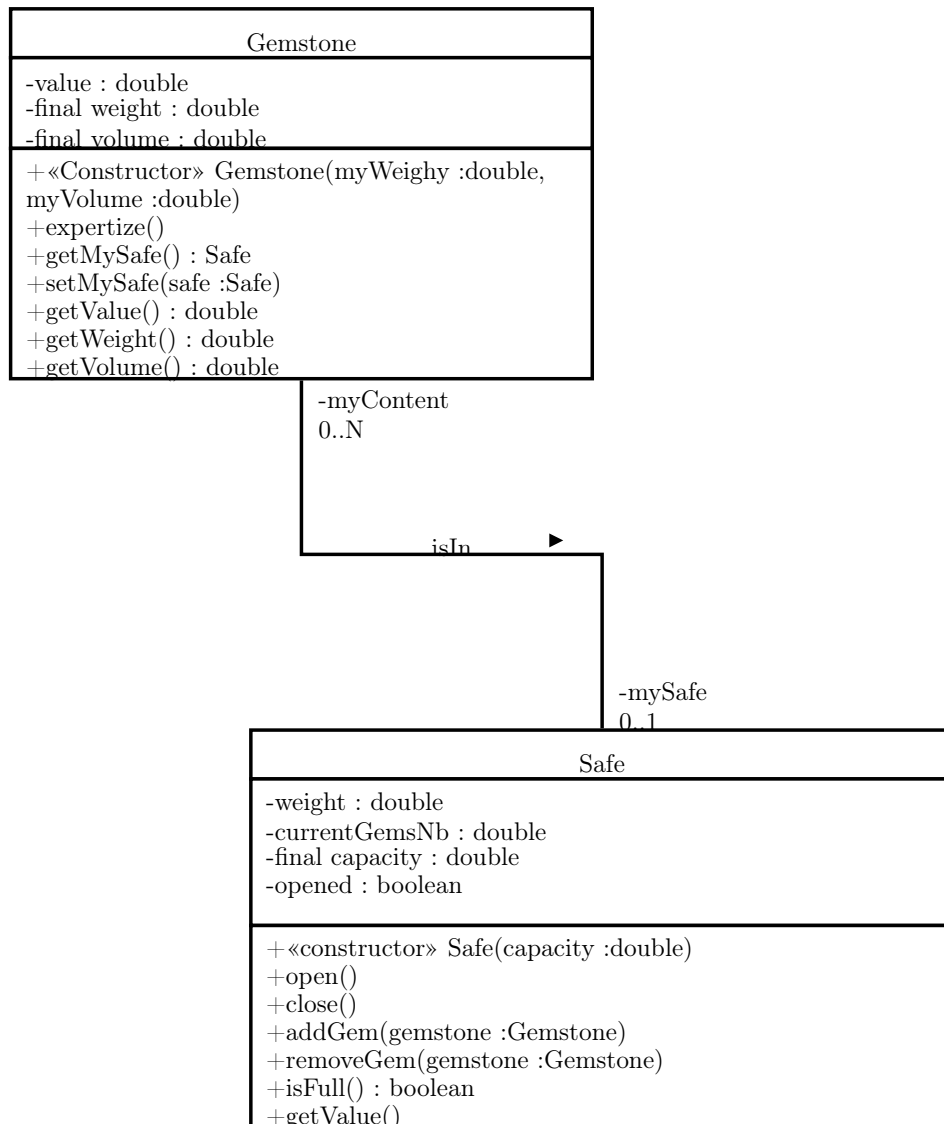 Gemstone
-value : double
-final weight : double
-final volume : double
+«Constructor» Gemstone(myWeighy :double,
myVolume :double)
+expertize()
+getMySafe() : Safe
+setMySafe(safe :Safe)
+getValue() : double
+getWeight() : double
+getVolume() : double
-myContent
0..N
isIn
-mySafe
0..1
Safe
-weight : double
-currentGemsNb : double
-final capacity : double
-opened : boolean
+«constructor» Safe(capacity :double)
+open()
+close()
+addGem(gemstone :Gemstone)
+removeGem(gemstone :Gemstone)
+isFull() : boolean
+getValue()